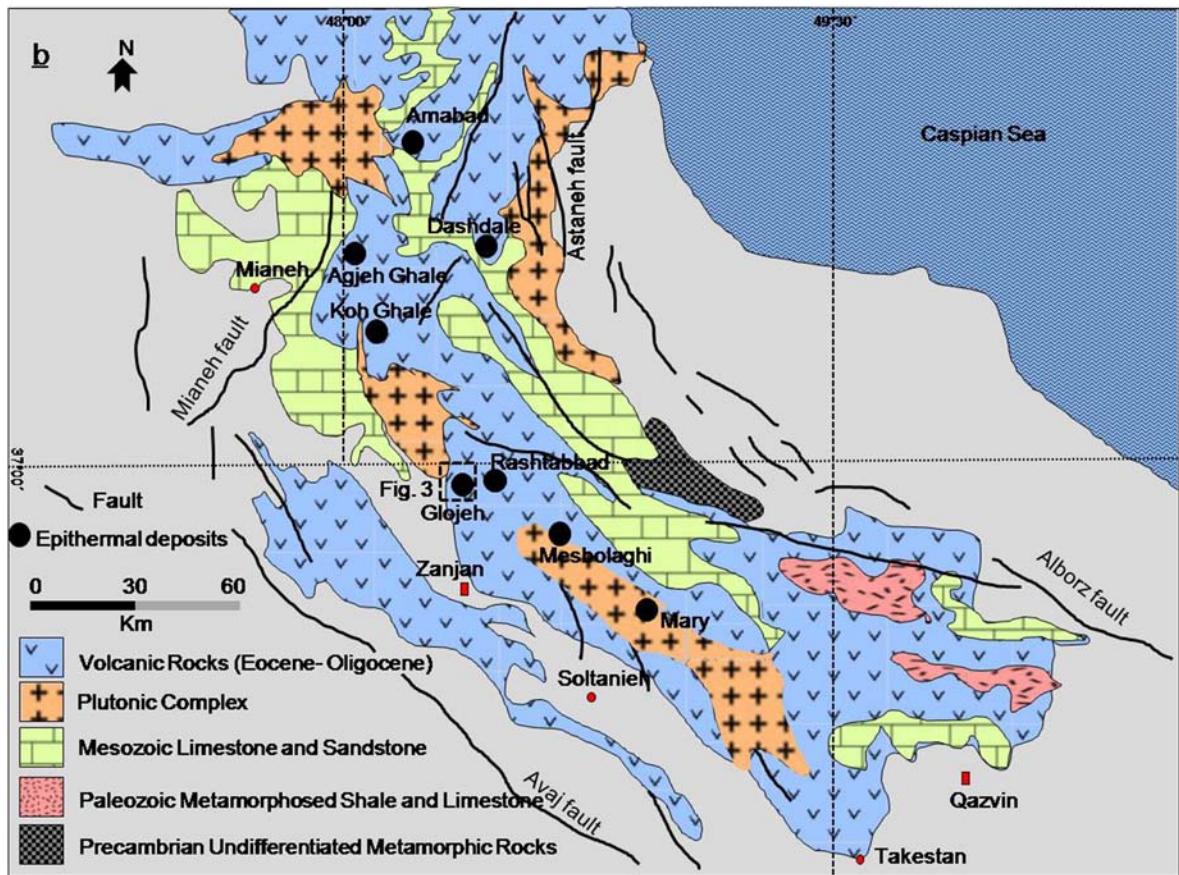 b
N
48°00'
49°30'
Caspian Sea
Arnabad
Astaneh fault
Dashdale
Mianeh
Agjeh Ghale
Koh Ghale
Mianeh fault
37°00'
Rashtabbad
Fig. 3
Glojeh
Fault
Epithermal deposits
Mesbolaghi
0 30 60
Km
Zanjan
Alborz fault
Mary
Soltanieh
Volcanic Rocks (Eocene- Oligocene)
Plutonic Complex
Mesozoic Limestone and Sandstone
Avaj fault
Paleozoic Metamorphosed Shale and Limestone
Qazvin
Precambrian Undifferentiated Metamorphic Rocks
Takestan